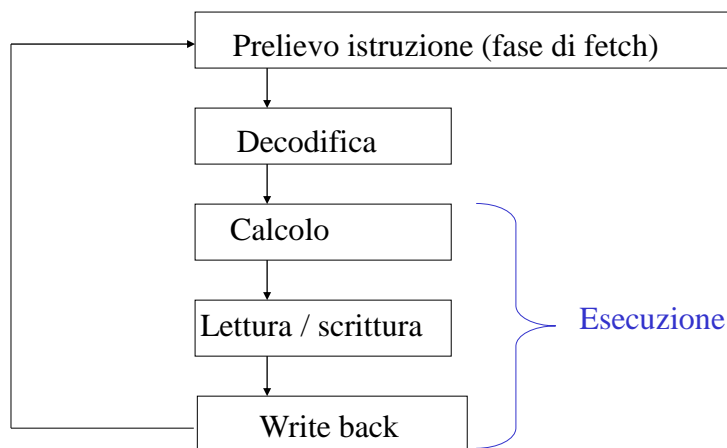 Prelievo istruzione (fase di fetch)
Decodifica
Calcolo
Lettura / scrittura
Esecuzione
Write back